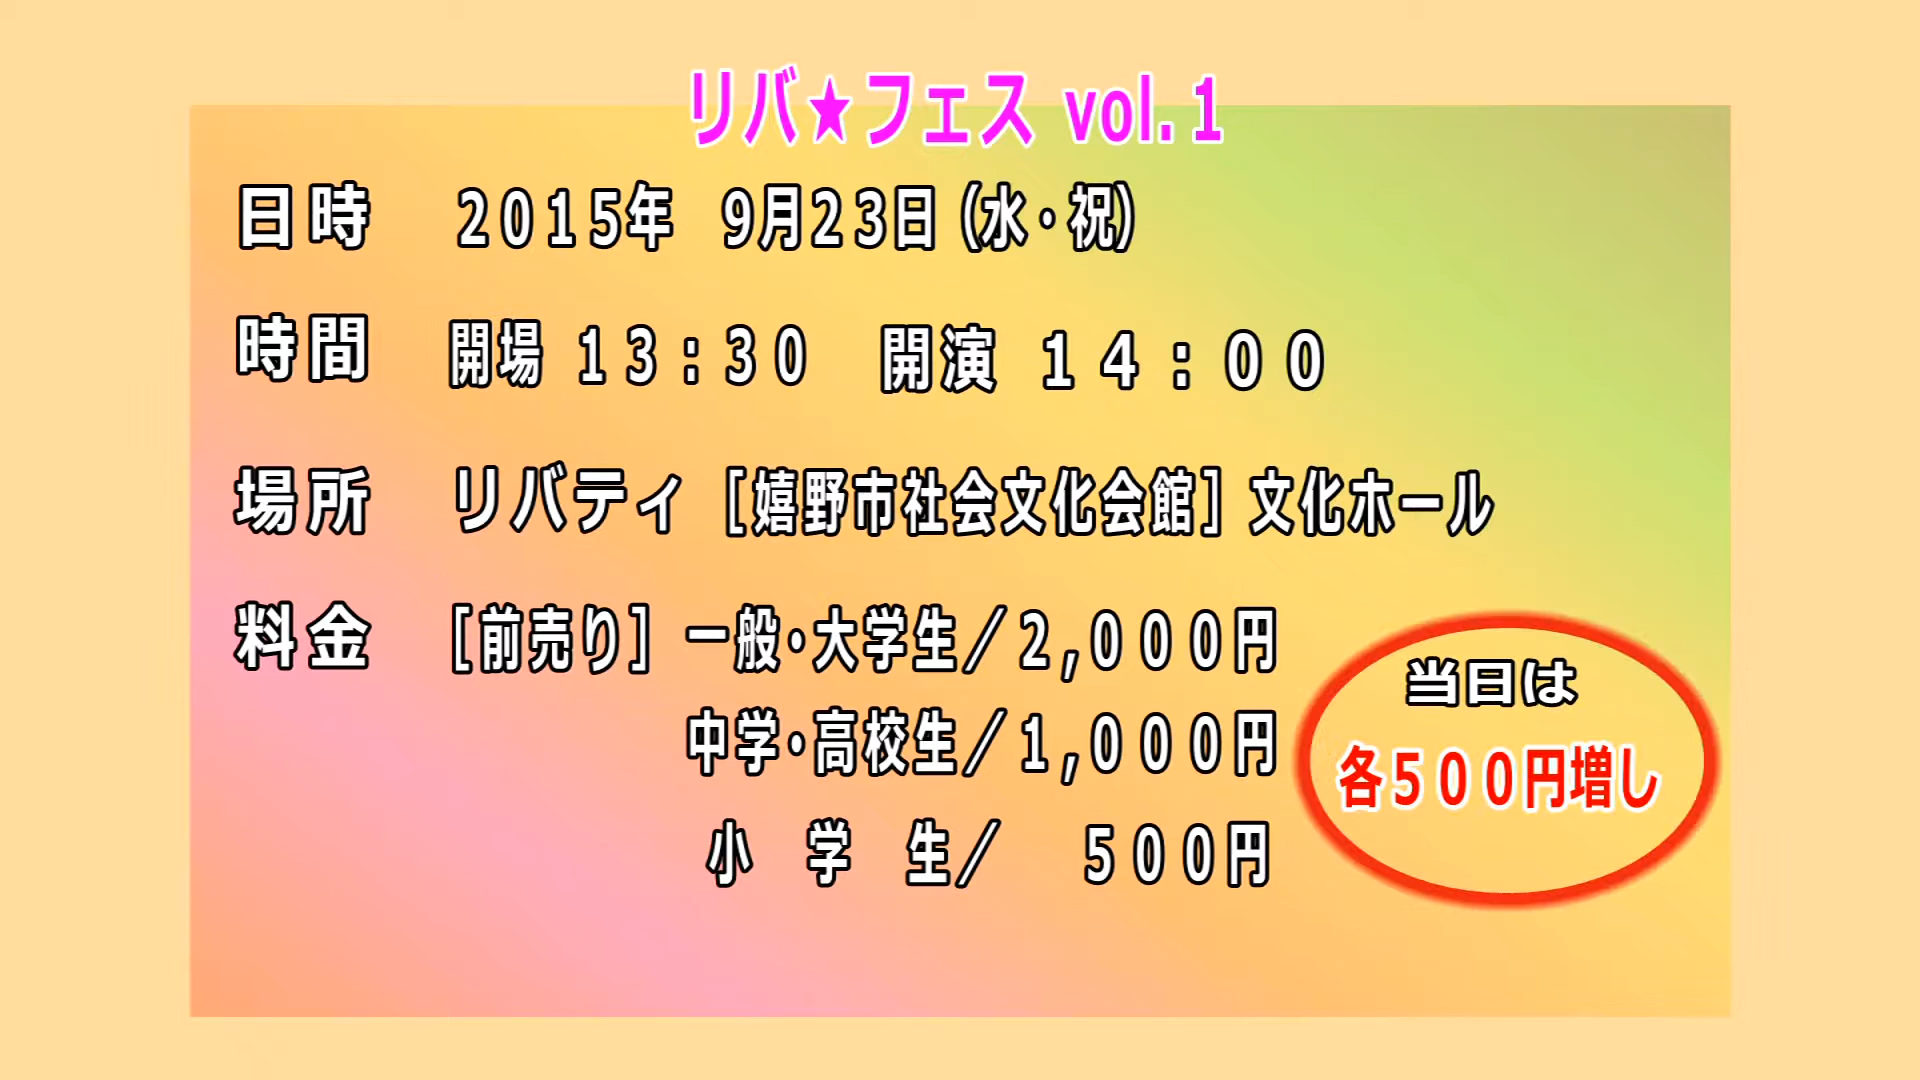 リバ★フェス vol.1
日時　２０１５年　９月２３日（水・祝）
時間　開場 １３：３０　開演 １４：００
場所　リバティ［嬉野市社会文化会館］文化ホール
料金　［前売り］一般・大学生／２,０００円
中学・高校生／１,０００円
小　学　生／　５００円
当日は
各５００円増し